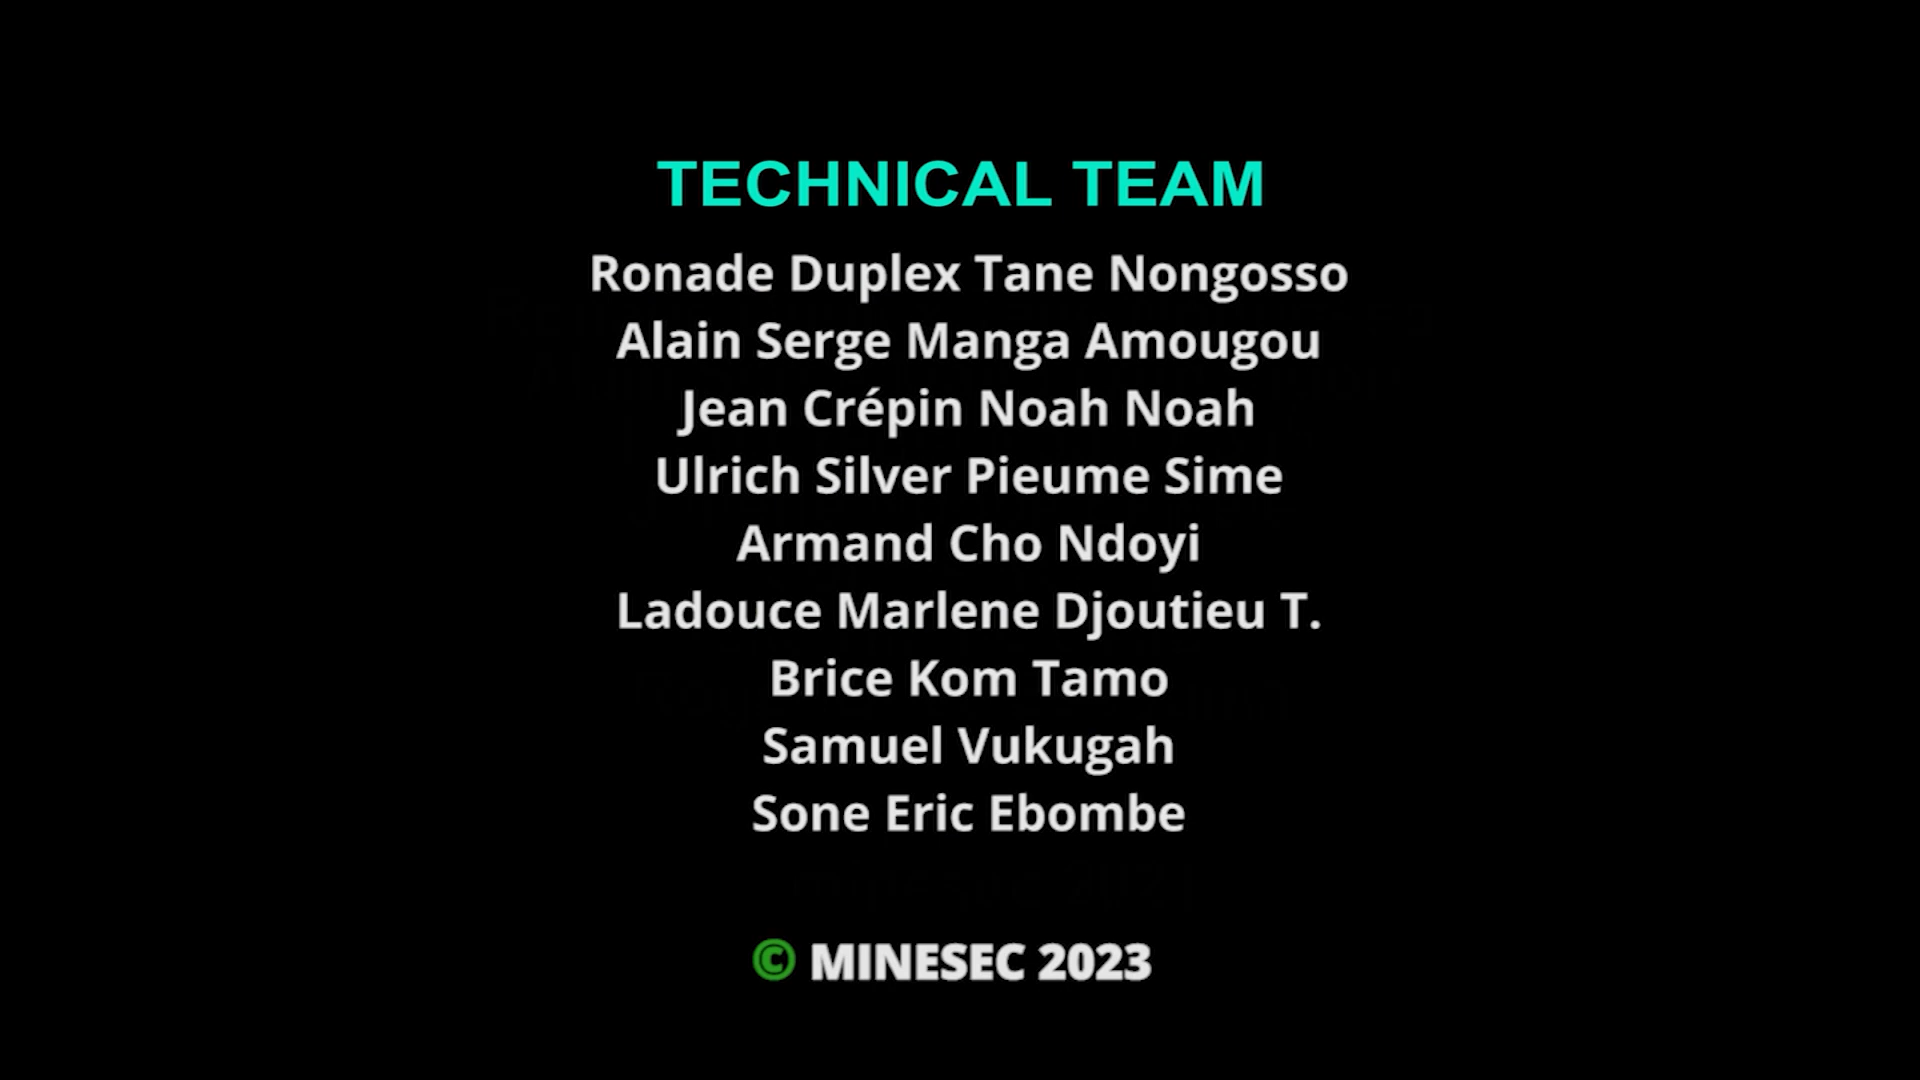 TECHNICAL TEAM
Ronade Duplex Tane Nongosso
Alain Serge Manga Amougou
Jean Crépin Noah Noah
Ulrich Silver Pieume Sime
Armand Cho Ndoyi
Ladouce Marlene Djoutieu T.
Brice Kom Tamo
Samuel Vukugah
Sone Eric Ebombe
© MINESEC 2023